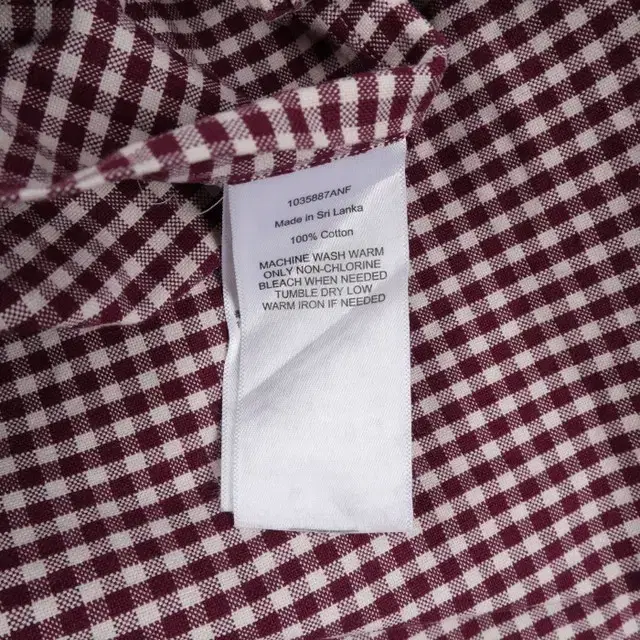 1035887ANF
Made in Sri Lanka
100% Cotton
MACHINE WASH WARM
ONLY NON-CHLORINE
BLEACH WHEN NEEDED
TUMBLE DRY LOW
WARM IRON IF NEEDED